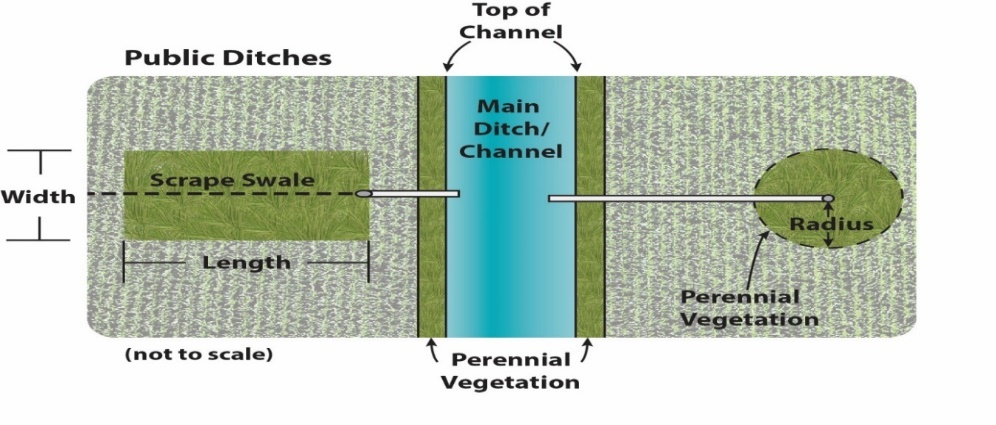 Top of
Channel
Public Ditches
Main
Ditch/
Channel
Scrape Swale
Width
Radius
Length
Perennial
Vegetation
(not to scale)
Perennial
Vegetation